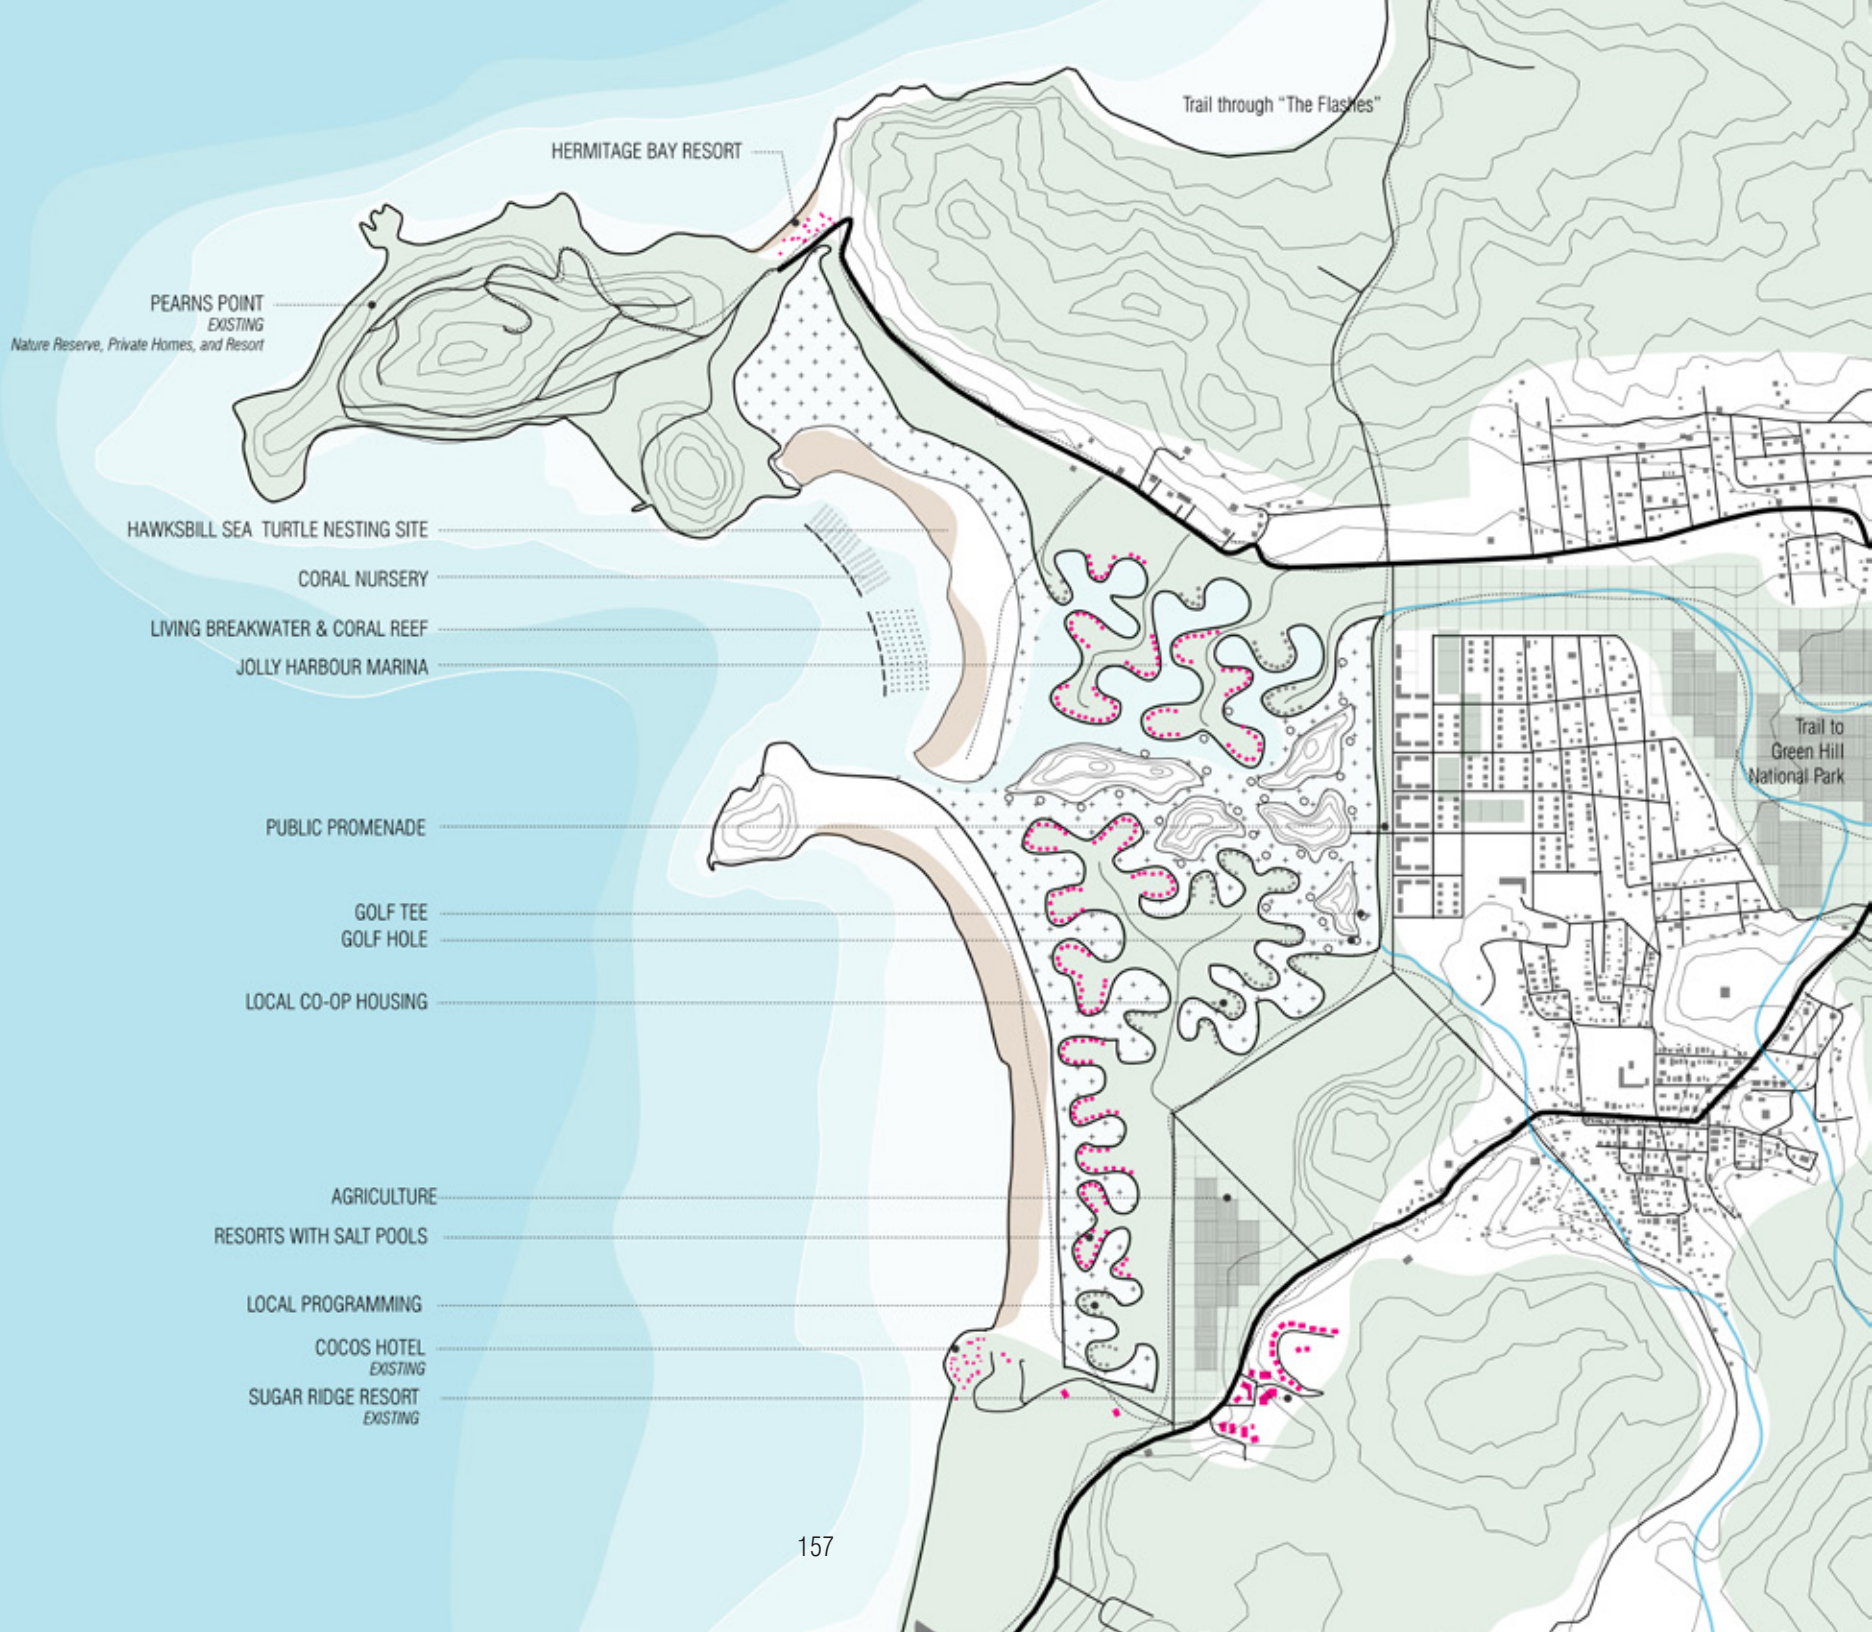 Trail through “The Flashes”
HERMITAGE BAY RESORT
PEARNS POINT
EXISTING
Nature Reserve, Private Homes, and Resort
HAWKSBILL SEA TURTLE NESTING SITE
CORAL NURSERY
LIVING BREAKWATER & CORAL REEF
JOLLY HARBOUR MARINA
Trail to
Green Hill
National Park
PUBLIC PROMENADE
GOLF TEE
GOLF HOLE
LOCAL CO-OP HOUSING
AGRICULTURE
RESORTS WITH SALT POOLS
LOCAL PROGRAMMING
COCOS HOTEL
EXISTING
SUGAR RIDGE RESORT
EXISTING
157